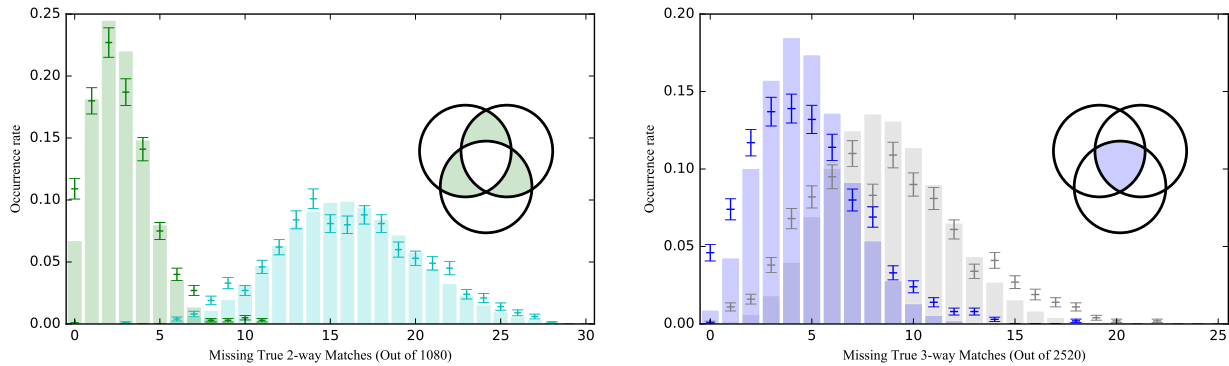 0.25
0.20
0.15
0.10
0.05
0.00
Occurrence rate
0 5 10 15 20 25 30
Missing True 2-way Matches (Out of 1080)
0.20
0.15
0.10
0.05
0.00
Occurrence rate
0 5 10 15 20 25
Missing True 3-way Matches (Out of 2520)